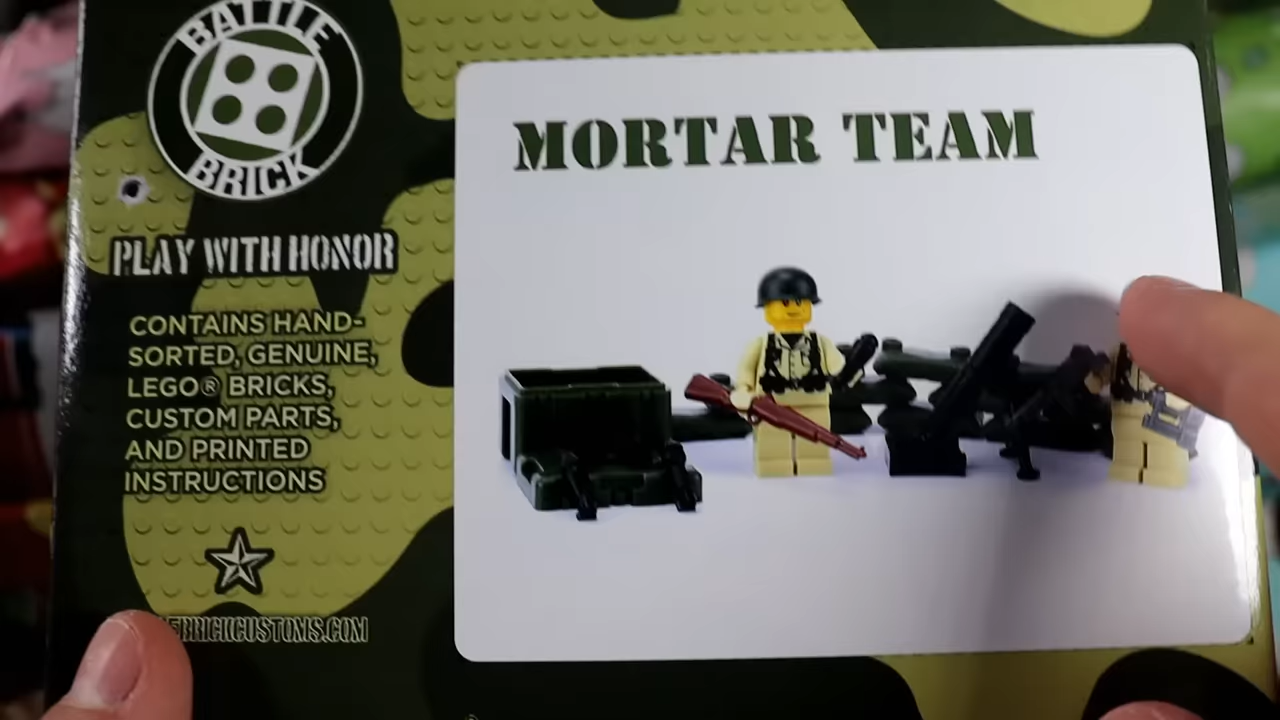 BATTLE
BRICK
PLAY WITH HONOR
CONTAINS HAND-
SORTED, GENUINE,
LEGO® BRICKS,
CUSTOM PARTS,
AND PRINTED
INSTRUCTIONS
MORTAR TEAM